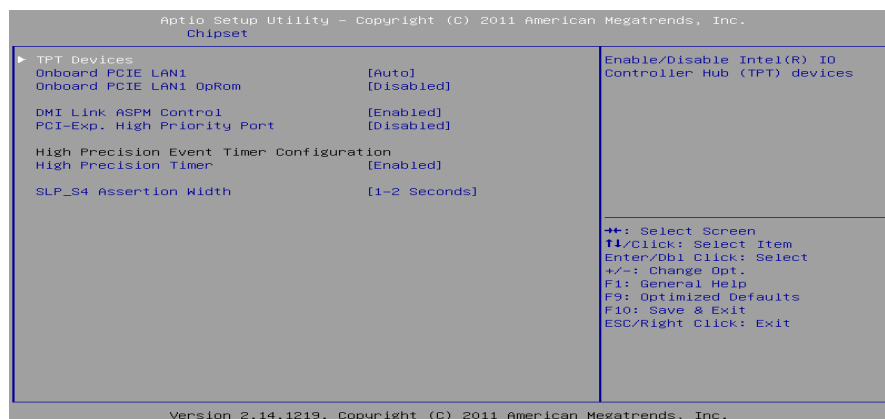 Aptio Setup Utility – Copyright (C) 2011 American Megatrends, Inc.
Chipset
► TPT Devices
Onboard PCIE LAN1 [Auto]
Onboard PCIE LAN1 OpRom [Disabled]
DMI Link ASPM Control [Enabled]
PCI-Exp. High Priority Port [Disabled]
High Precision Event Timer Configuration
High Precision Timer [Enabled]
SLP_S4 Assertion Width [1-2 Seconds]
Enable/Disable Intel(R) IO
Controller Hub (TPT) devices
→←: Select Screen
↑↓/Click: Select Item
Enter/Dbl Click: Select
+/-: Change Opt.
F1: General Help
F9: Optimized Defaults
F10: Save & Exit
ESC/Right Click: Exit
Version 2.14.1219. Copyright (C) 2011 American Megatrends, Inc.